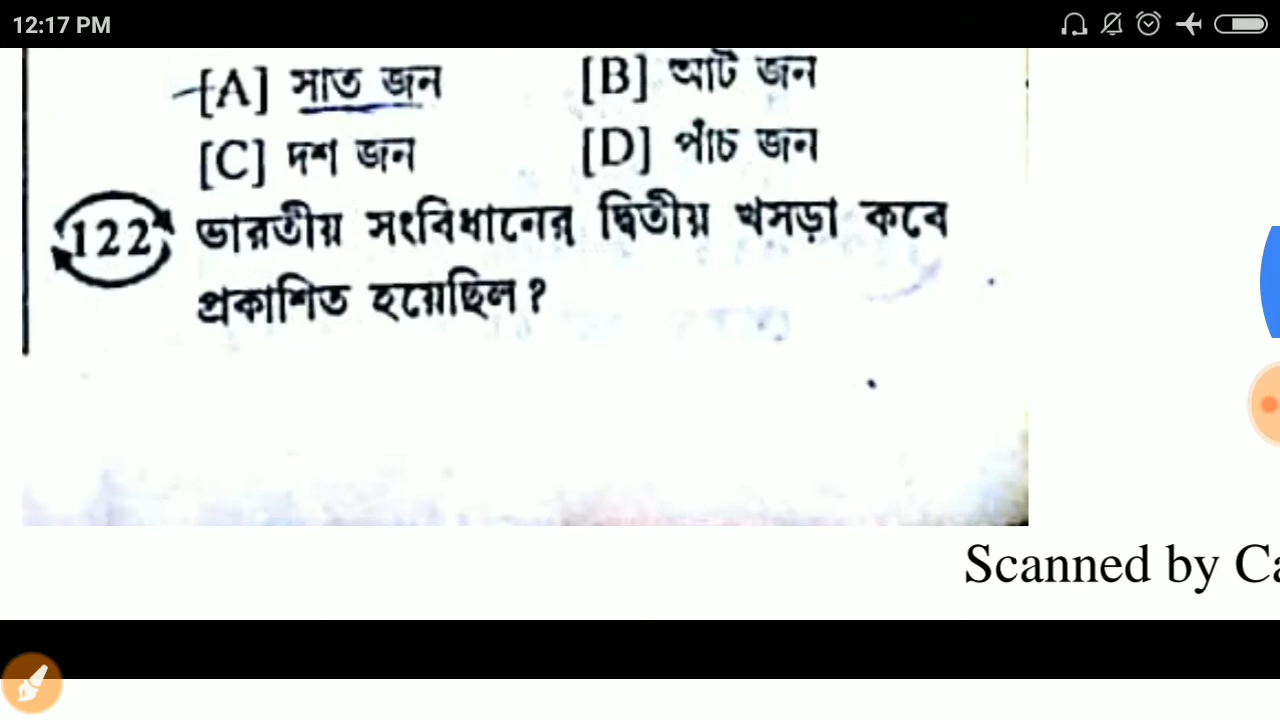 12:17 PM
[A] সাত জন [B] আট জন
[C] দশ জন [D] পাঁচ জন
122 ভারতীয় সংবিধানের দ্বিতীয় খসড়া কবে
প্রকাশিত হয়েছিল ?
Scanned by Ca